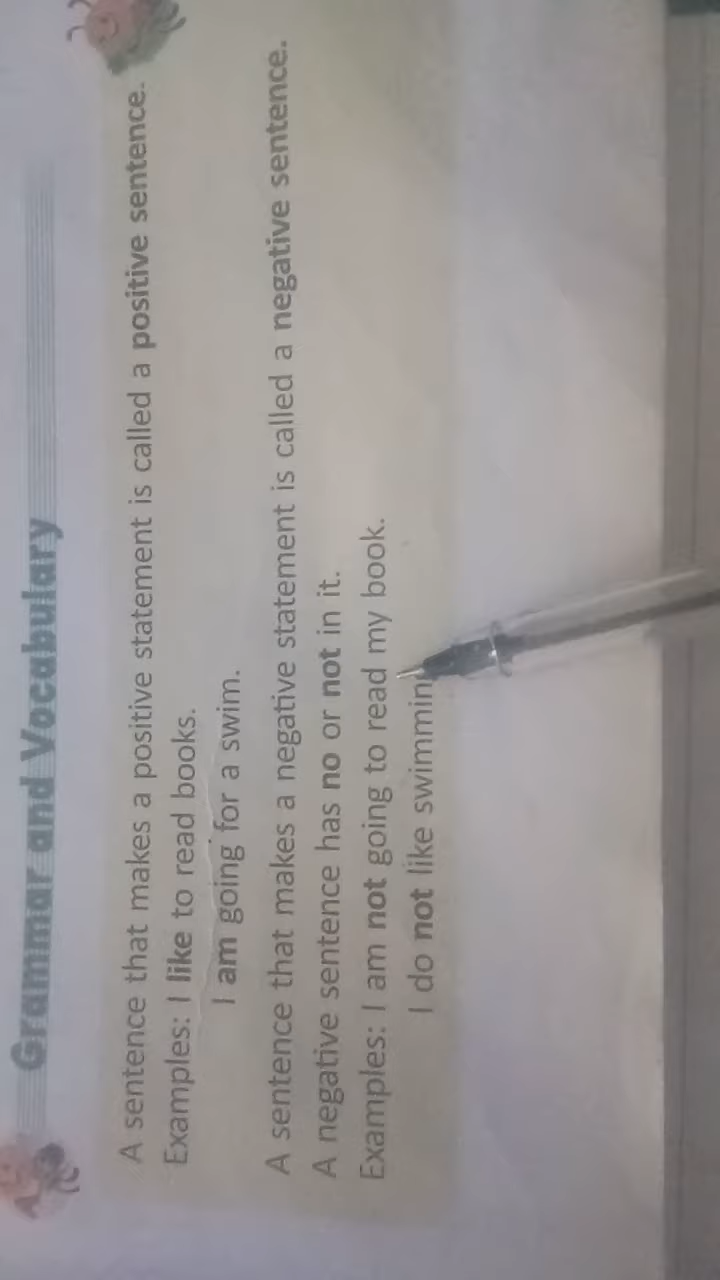 Grammar and Vocabulary
A sentence that makes a positive statement is called a positive sentence.
Examples: I like to read books.
I am going for a swim.
A sentence that makes a negative statement is called a negative sentence.
A negative sentence has no or not in it.
Examples: I am not going to read my book.
I do not like swimmin